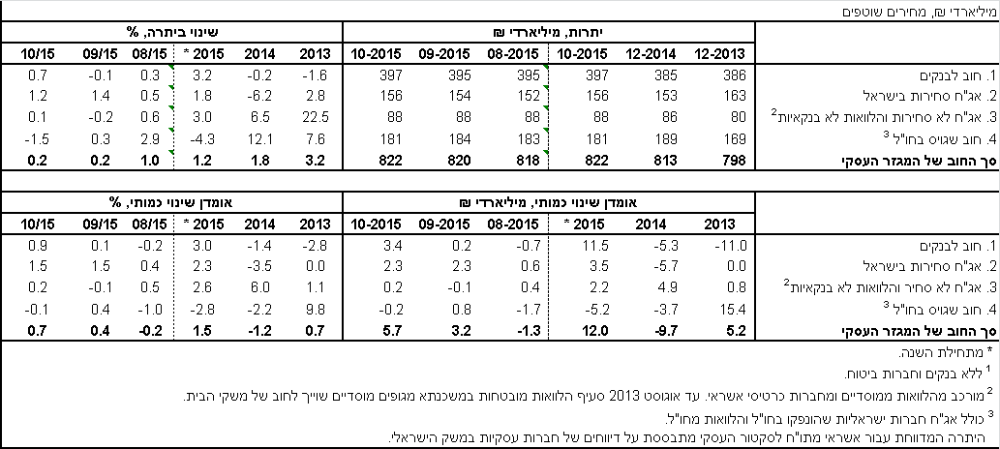 מיליארדי ₪, מחירים שוטפים
יתרות, מיליארדי ₪ שינוי ביתרה, %
12-2013 12-2014 10-2015 08-2015 09-2015 10-2015 2013 2014 2015 * 08/15 09/15 10/15
1. חוב לבנקים 386 385 397 395 395 397 -1.6 -0.2 3.2 0.3 -0.1 0.7
2. אג"ח סחירות בישראל 163 153 156 152 154 156 2.8 -6.2 1.8 0.5 1.4 1.2
3. אג"ח לא סחירות והלוואות לא בנקאיות2 80 86 88 88 88 88 22.5 6.5 3.0 0.6 -0.2 0.1
4. חוב שגויס בחו"ל 3 169 189 181 183 184 181 7.6 12.1 -4.3 2.9 0.3 -1.5
סך החוב של המגזר העסקי 798 813 822 818 820 822 3.2 1.8 1.2 1.0 0.2 0.2
אומדן שינוי כמותי, מיליארדי ₪ אומדן שינוי כמותי, %
2013 2014 2015 * 08-2015 09-2015 10-2015 2013 2014 2015 * 08/15 09/15 10/15
1. חוב לבנקים -11.0 -5.3 11.5 -0.7 0.2 3.4 -2.8 -1.4 3.0 -0.2 0.1 0.9
2. אג"ח סחירות בישראל 0.0 -5.7 3.5 0.6 2.3 2.3 0.0 -3.5 2.3 0.4 1.5 1.5
3. אג"ח לא סחיר והלוואות לא בנקאיות2 0.8 4.9 2.2 0.4 -0.1 0.2 1.1 6.0 2.6 0.5 -0.1 0.2
4. חוב שגויס בחו"ל 3 15.4 -3.7 -5.2 -1.7 0.8 -0.2 9.8 -2.2 -2.8 -1.0 0.4 -0.1
סך החוב של המגזר העסקי 5.2 -9.7 12.0 -1.3 3.2 5.7 0.7 -1.2 1.5 -0.2 0.4 0.7
* מתחילת השנה.
1 ללא בנקים וחברות ביטוח.
2 מורכב מהלוואות ממוסדיים ומחברות כרטיסי אשראי. עד אוגוסט 2013 סעיף הלוואות מובטחות במשכנתא מגופים מוסדיים שוייך לחוב של משקי הבית.
3 כולל אג"ח חברות ישראליות שהונפקו בחו"ל והלוואות מחו"ל.
היתרה המדווחת עבור אשראי מתו"ח לסקטור העסקי מתבססת על דיווחים של חברות עסקיות במשק הישראלי.